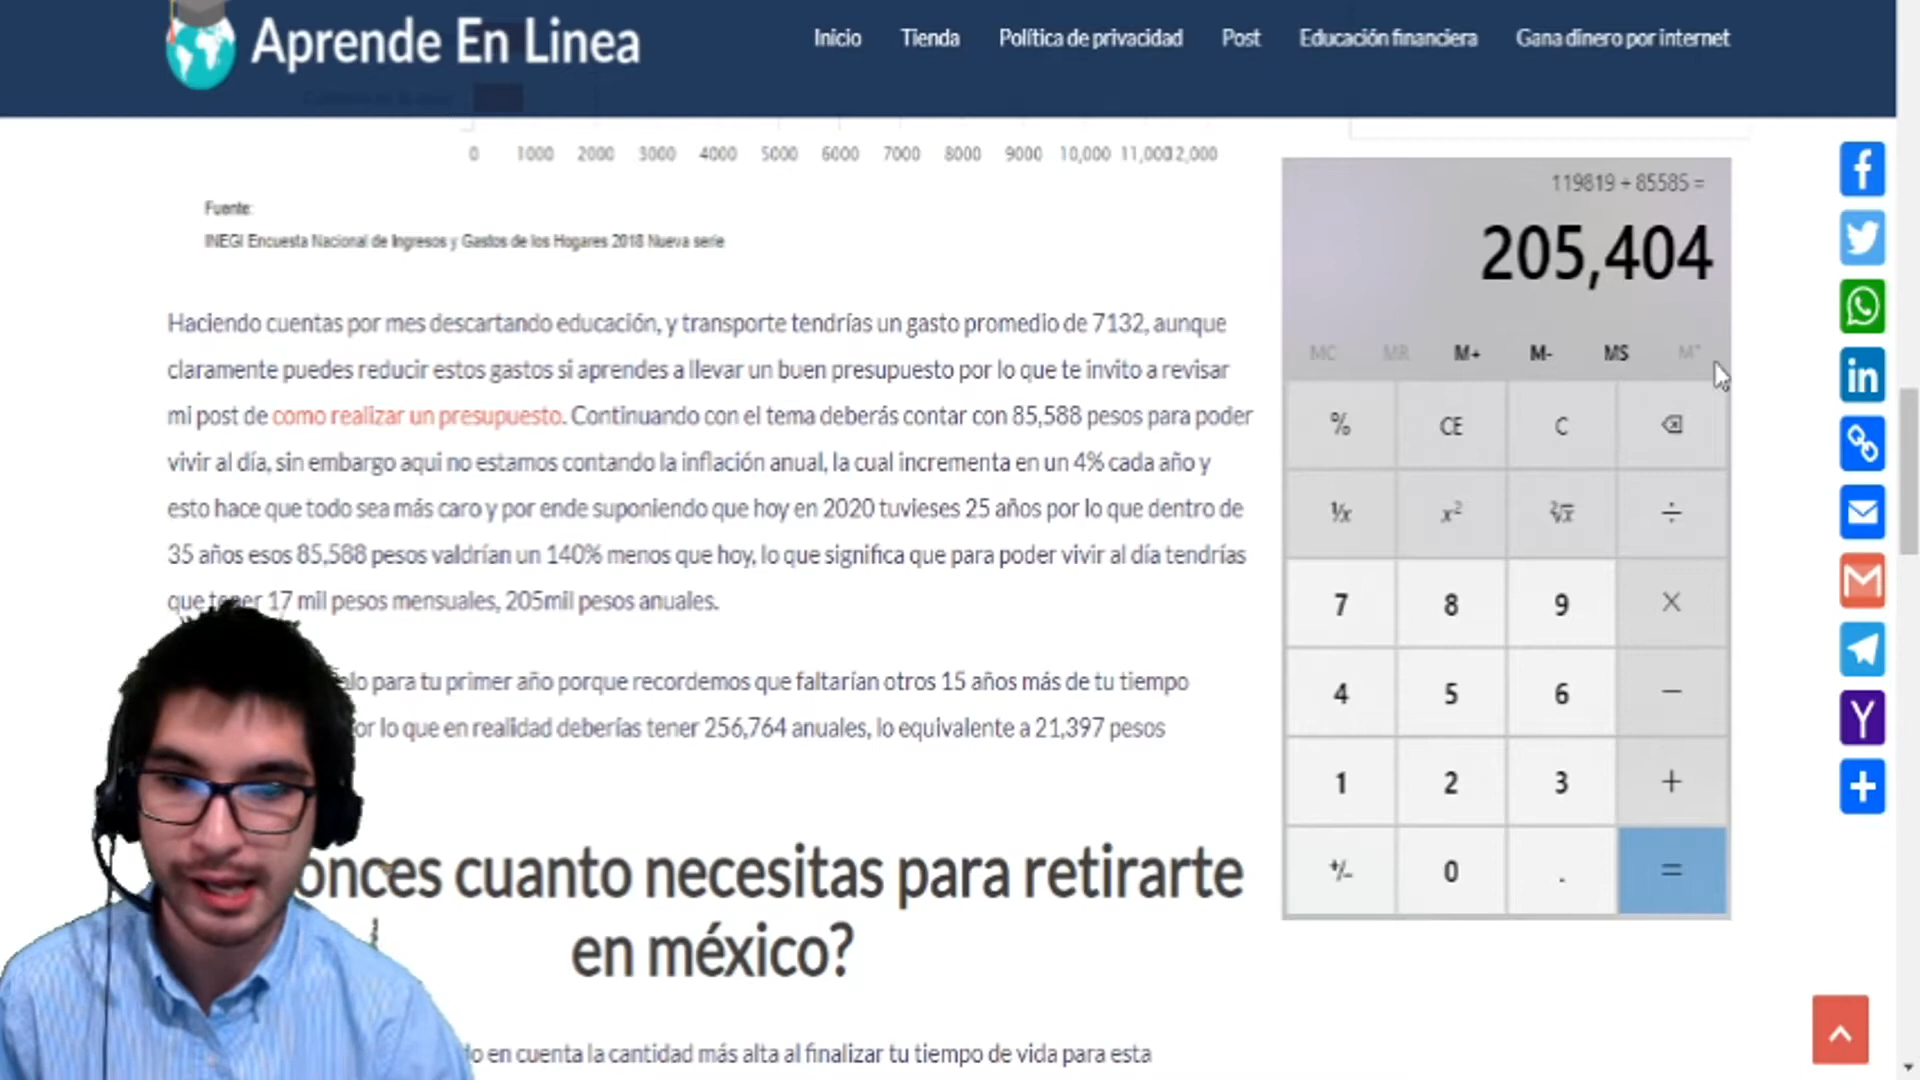 Aprende En Linea
Inicio Tienda Política de privacidad Post Educación financiera Gana dinero por internet
0 1000 2000 3000 4000 5000 6000 7000 8000 9000 10,000 11,000 12,000
Fuente:
INEGI Encuesta Nacional de Ingresos y Gastos de los Hogares 2018 Nueva serie
Haciendo cuentas por mes descartando educación, y transporte tendrías un gasto promedio de 7132, aunque
claramente puedes reducir estos gastos si aprendes a llevar un buen presupuesto por lo que te invito a revisar
mi post de como realizar un presupuesto. Continuando con el tema deberás contar con 85,588 pesos para poder
vivir al día, sin embargo aquí no estamos contando la inflación anual, la cual incrementa en un 4% cada año y
esto hace que todo sea más caro y por ende suponiendo que hoy en 2020 tuvieses 25 años por lo que dentro de
35 años esos 85,588 pesos valdrían un 140% menos que hoy, lo que significa que para poder vivir al día tendrías
que tener 17 mil pesos mensuales, 205mil pesos anuales.
para tu primer año porque recordemos que faltarían otros 15 años más de tu tiempo
lo que en realidad deberías tener 256,764 anuales, lo equivalente a 21,397 pesos
cuanto necesitas para retirarte
en méxico?
en cuenta la cantidad más alta al finalizar tu tiempo de vida para esta
119819 + 85585 =
205,404
MC MR M+ M- MS M˅
% CE C ⌫
⅟x x² ²√x ÷
7 8 9 ×
4 5 6 −
1 2 3 +
+/- 0 . =